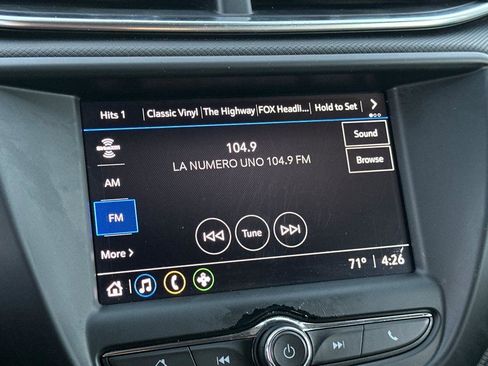 Hits 1 Classic Vinyl The Highway FOX Headli... Hold to Set
Sound
104.9
SiriusXM
LA NUMERO UNO 104.9 FM
Browse
AM
FM
Tune
More
71° 4:26